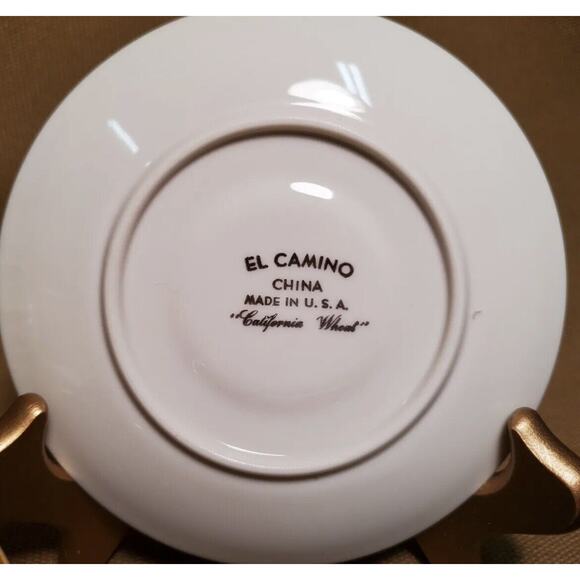 EL CAMINO
CHINA
MADE IN U. S. A.
"California Wheat"